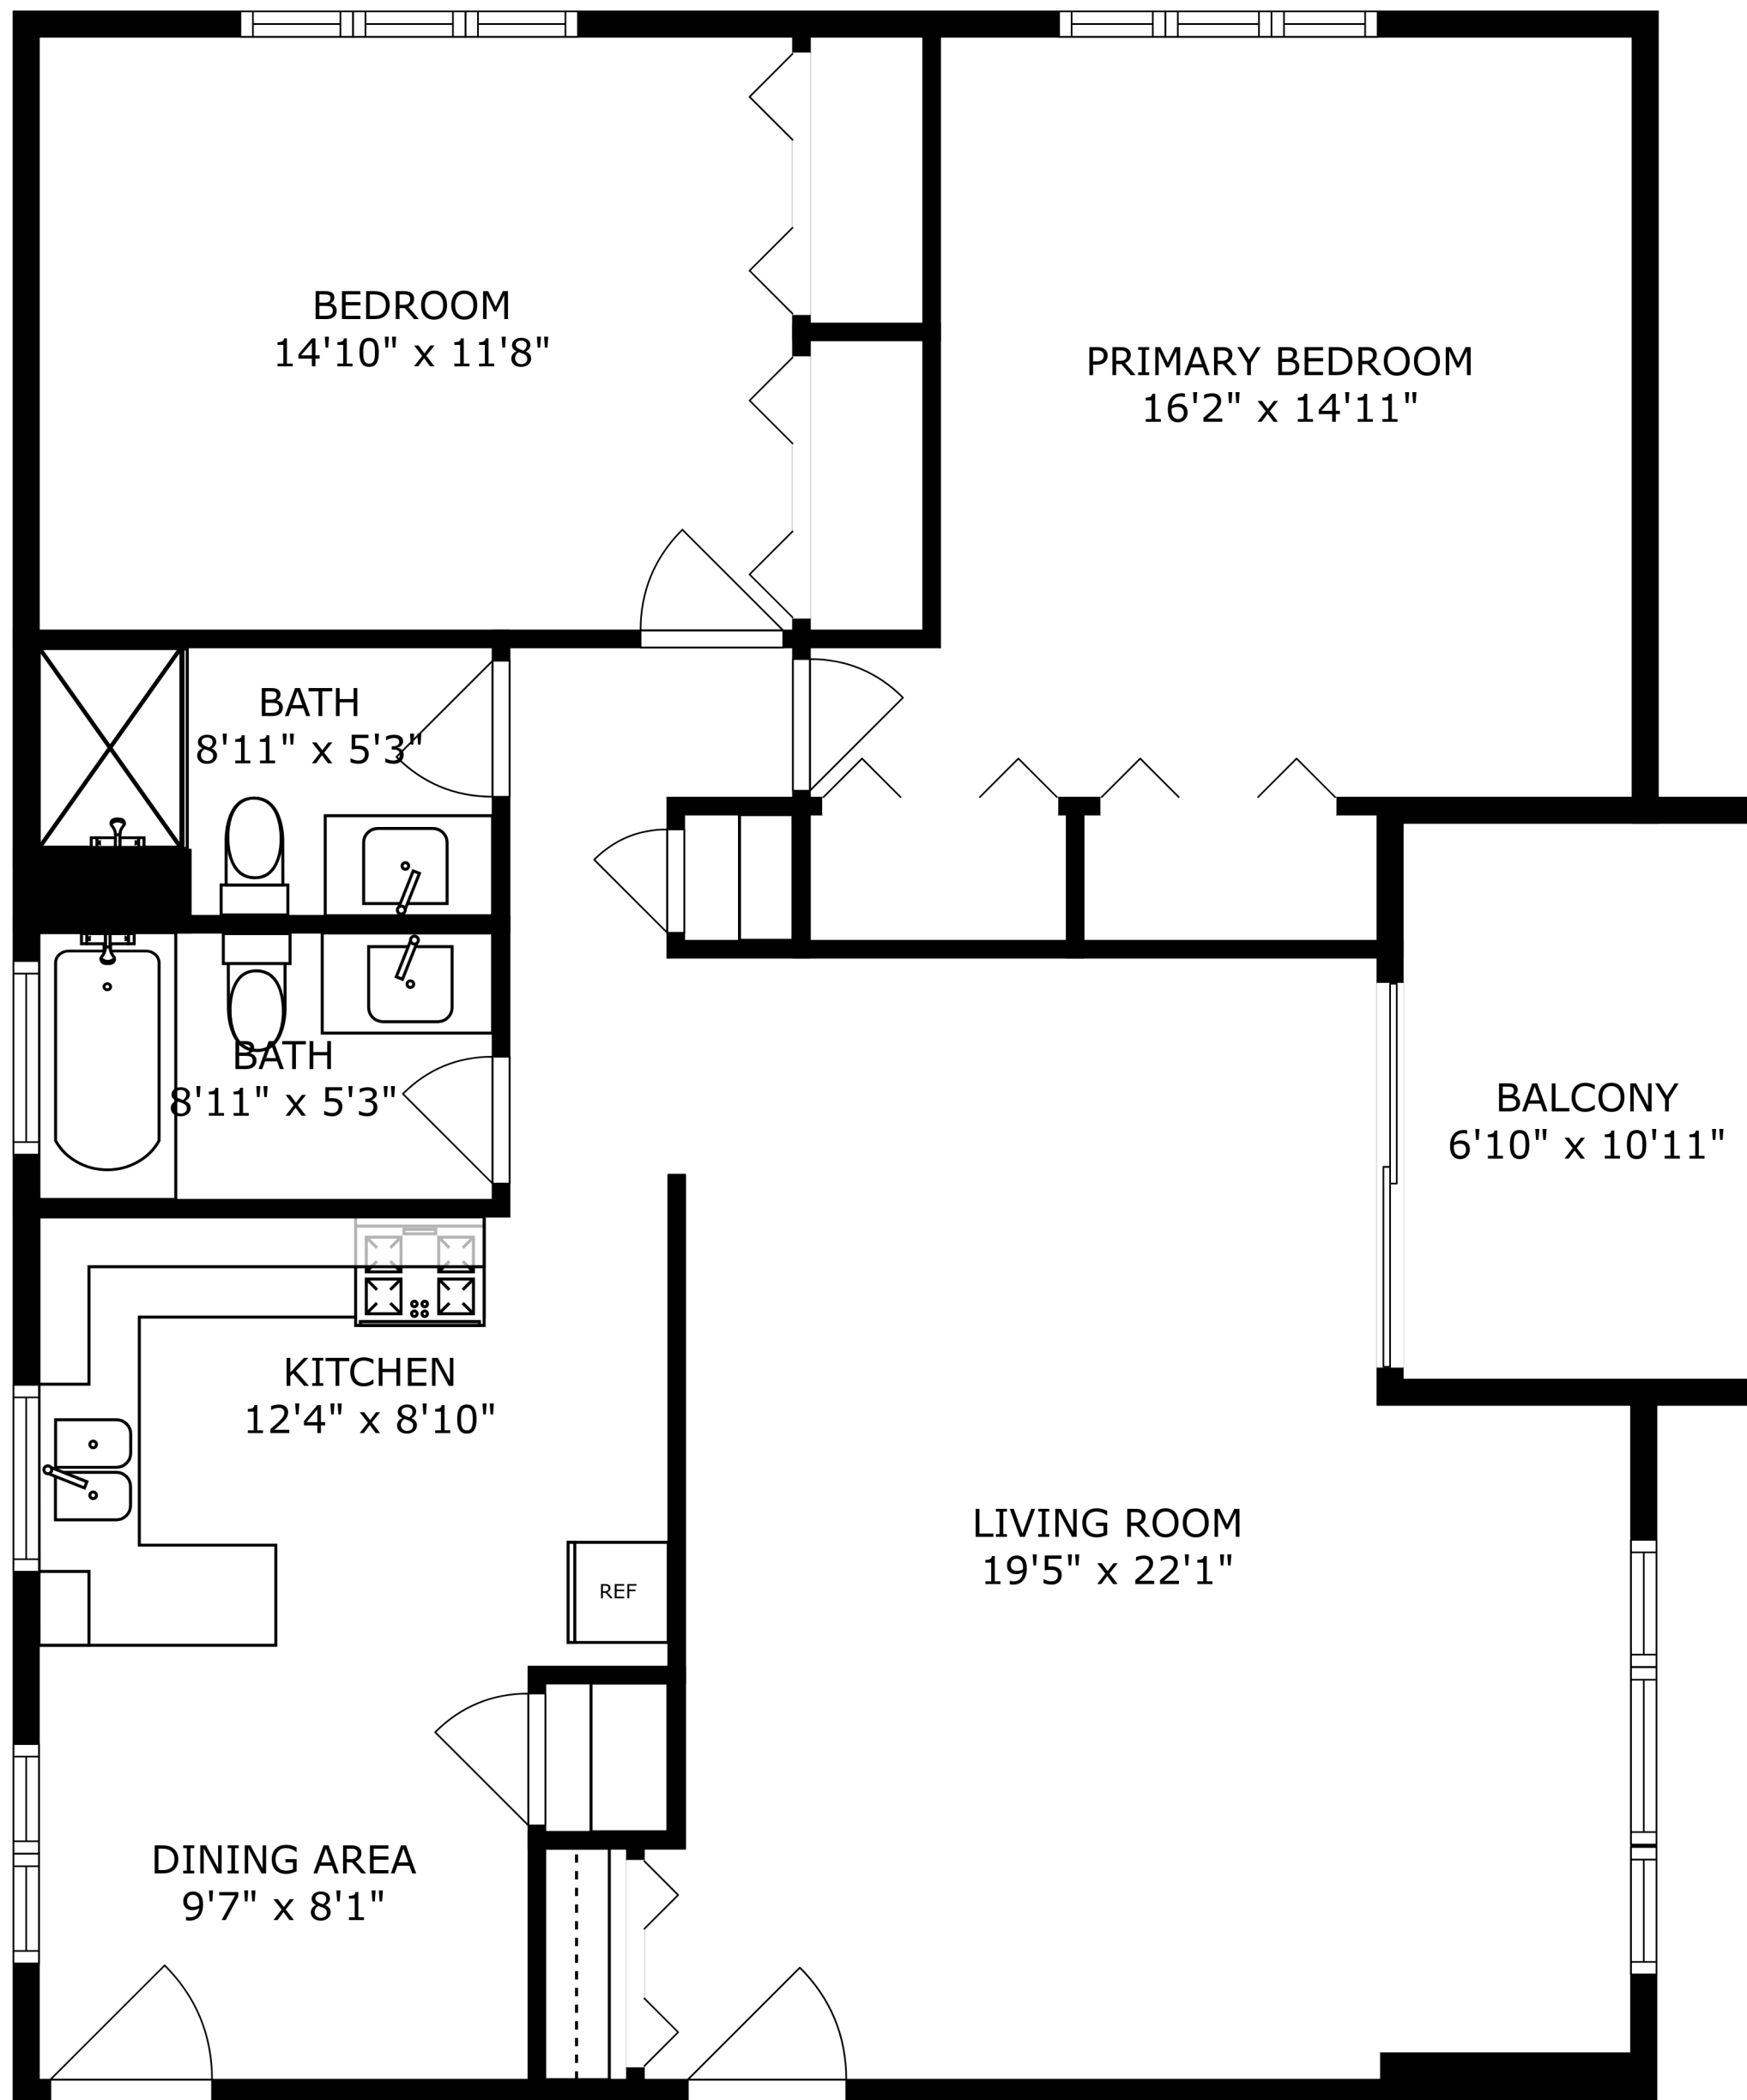 BEDROOM
14'10" x 11'8"
PRIMARY BEDROOM
16'2" x 14'11"
BATH
8'11" x 5'3"
BATH
8'11" x 5'3"
BALCONY
6'10" x 10'11"
KITCHEN
12'4" x 8'10"
LIVING ROOM
19'5" x 22'1"
REF
DINING AREA
9'7" x 8'1"